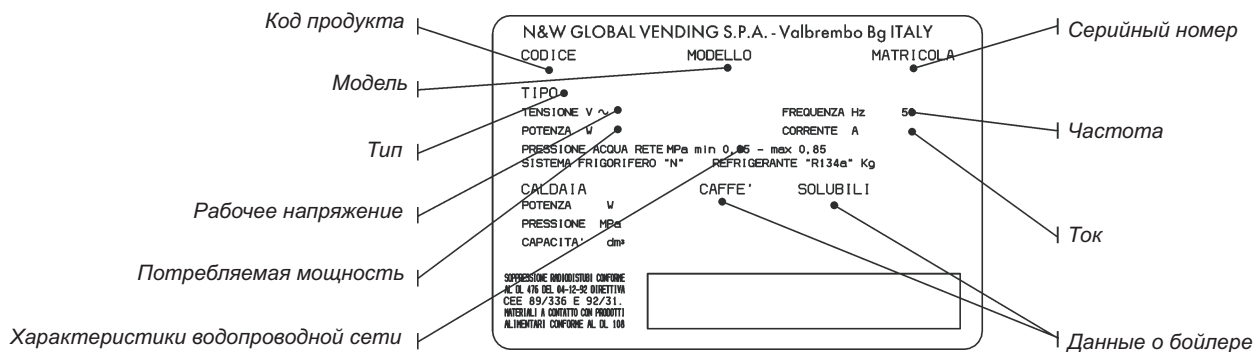 Код продукта
Модель
Тип
Рабочее напряжение
Потребляемая мощность
Характеристики водопроводной сети
N&W GLOBAL VENDING S.P.A. - Valbrembo Bg ITALY
CODICE MODELLO MATRICOLA
TIPO
TENSIONE V ~ FREQUENZA Hz 50
POTENZA W CORRENTE A
PRESSIONE ACQUA RETE MPa min 0,05 - max 0,85
SISTEMA FRIGORIFERO "N" REFRIGERANTE "R134a" Kg
CALDAIA CAFFE' SOLUBILI
POTENZA W
PRESSIONE MPa
CAPACITA' dm³
SOPPRESSIONE RADIODISTUBI CONFORME
AL DL 476 DEL 04-12-92 DIRETTIVA
CEE 89/336 E 92/31.
MATERIALI A CONTATTO CON PRODOTTI
ALIMENTARI CONFORME AL DL 108
Серийный номер
Частота
Ток
Данные о бойлере